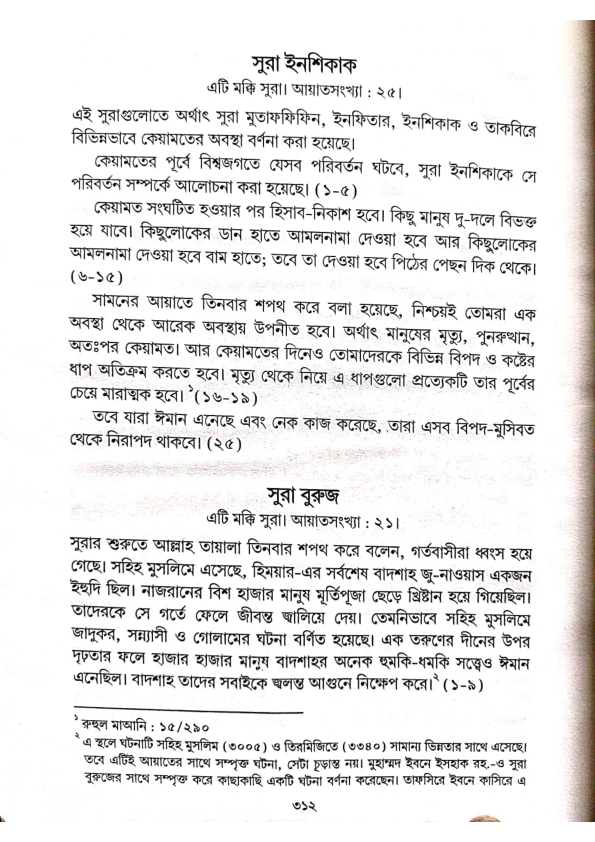 সুরা ইনশিকাক
এটি মক্কি সুরা। আয়াতসংখ্যা : ২৫।
এই সুরাগুলোতে অর্থাৎ সুরা মুতাফফিফিন, ইনফিতার, ইনশিকাক ও তাকবিরে
বিভিন্নভাবে কেয়ামতের অবস্থা বর্ণনা করা হয়েছে।
কেয়ামতের পূর্বে বিশ্বজগতে যেসব পরিবর্তন ঘটবে, সুরা ইনশিকাকে সে
পরিবর্তন সম্পর্কে আলোচনা করা হয়েছে। (১-৫)
কেয়ামত সংঘটিত হওয়ার পর হিসাব-নিকাশ হবে। কিছু মানুষ দু-দলে বিভক্ত
হয়ে যাবে। কিছুলোকের ডান হাতে আমলনামা দেওয়া হবে আর কিছুলোকের
আমলনামা দেওয়া হবে বাম হাতে; তবে তা দেওয়া হবে পিঠের পেছন দিক থেকে।
(৬-১৫)
সামনের আয়াতে তিনবার শপথ করে বলা হয়েছে, নিশ্চয়ই তোমরা এক
অবস্থা থেকে আরেক অবস্থায় উপনীত হবে। অর্থাৎ মানুষের মৃত্যু, পুনরুত্থান,
অতঃপর কেয়ামত। আর কেয়ামতের দিনেও তোমাদেরকে বিভিন্ন বিপদ ও কষ্টের
ধাপ অতিক্রম করতে হবে। মৃত্যু থেকে নিয়ে এ ধাপগুলো প্রত্যেকটি তার পূর্বের
চেয়ে মারাত্মক হবে। ১(১৬-১৯)
তবে যারা ঈমান এনেছে এবং নেক কাজ করেছে, তারা এসব বিপদ-মুসিবত
থেকে নিরাপদ থাকবে। (২৫)
সুরা বুরুজ
এটি মক্কি সুরা। আয়াতসংখ্যা : ২১।
সুরার শুরুতে আল্লাহ তায়ালা তিনবার শপথ করে বলেন, গর্তবাসীরা ধ্বংস হয়ে
গেছে। সহিহ মুসলিমে এসেছে, হিময়ার-এর সর্বশেষ বাদশাহ জু-নাওয়াস একজন
ইহুদি ছিল। নাজরানের বিশ হাজার মানুষ মূর্তিপূজা ছেড়ে খ্রিষ্টান হয়ে গিয়েছিল।
তাদেরকে সে গর্তে ফেলে জীবন্ত জ্বালিয়ে দেয়। তেমনিভাবে সহিহ মুসলিমে
জাদুকর, সন্ন্যাসী ও গোলামের ঘটনা বর্ণিত হয়েছে। এক তরুণের দীনের উপর
দৃঢ়তার ফলে হাজার হাজার মানুষ বাদশাহর অনেক হুমকি-ধমকি সত্ত্বেও ঈমান
এনেছিল। বাদশাহ তাদের সবাইকে জ্বলন্ত আগুনে নিক্ষেপ করে।২ (১-৯)
১ রুহুল মাআনি : ১৫/২৯০
২ এ স্থলে ঘটনাটি সহিহ মুসলিম (৩০০৫) ও তিরমিজিতে (৩৩৪০) সামান্য ভিন্নতার সাথে এসেছে।
তবে এটিই আয়াতের সাথে সম্পৃক্ত ঘটনা, সেটা চূড়ান্ত নয়। মুহাম্মদ ইবনে ইসহাক রহ.-ও সুরা
বুরুজের সাথে সম্পৃক্ত করে কাছাকাছি একটি ঘটনা বর্ণনা করেছেন। তাফসিরে ইবনে কাসিরে এ
৩১২